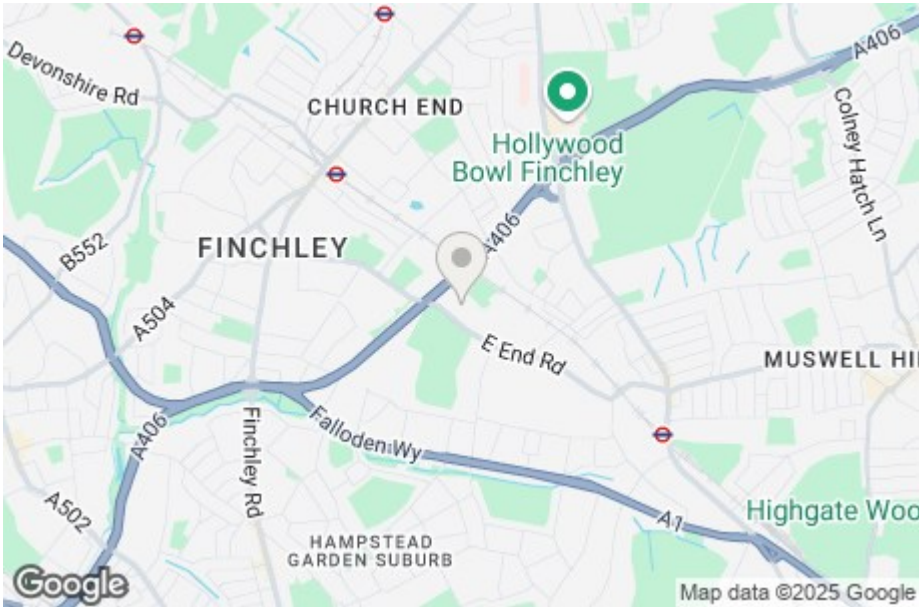 A406
Devonshire Rd
CHURCH END
Colney Hatch Ln
Hollywood
Bowl Finchley
A406
B552
FINCHLEY
A504
E End Rd
MUSWELL HI
A406
Finchley Rd
Falloden Wy
A502
A1
Highgate Woo
HAMPSTEAD
GARDEN SUBURB
Google
Map data ©2025 Google